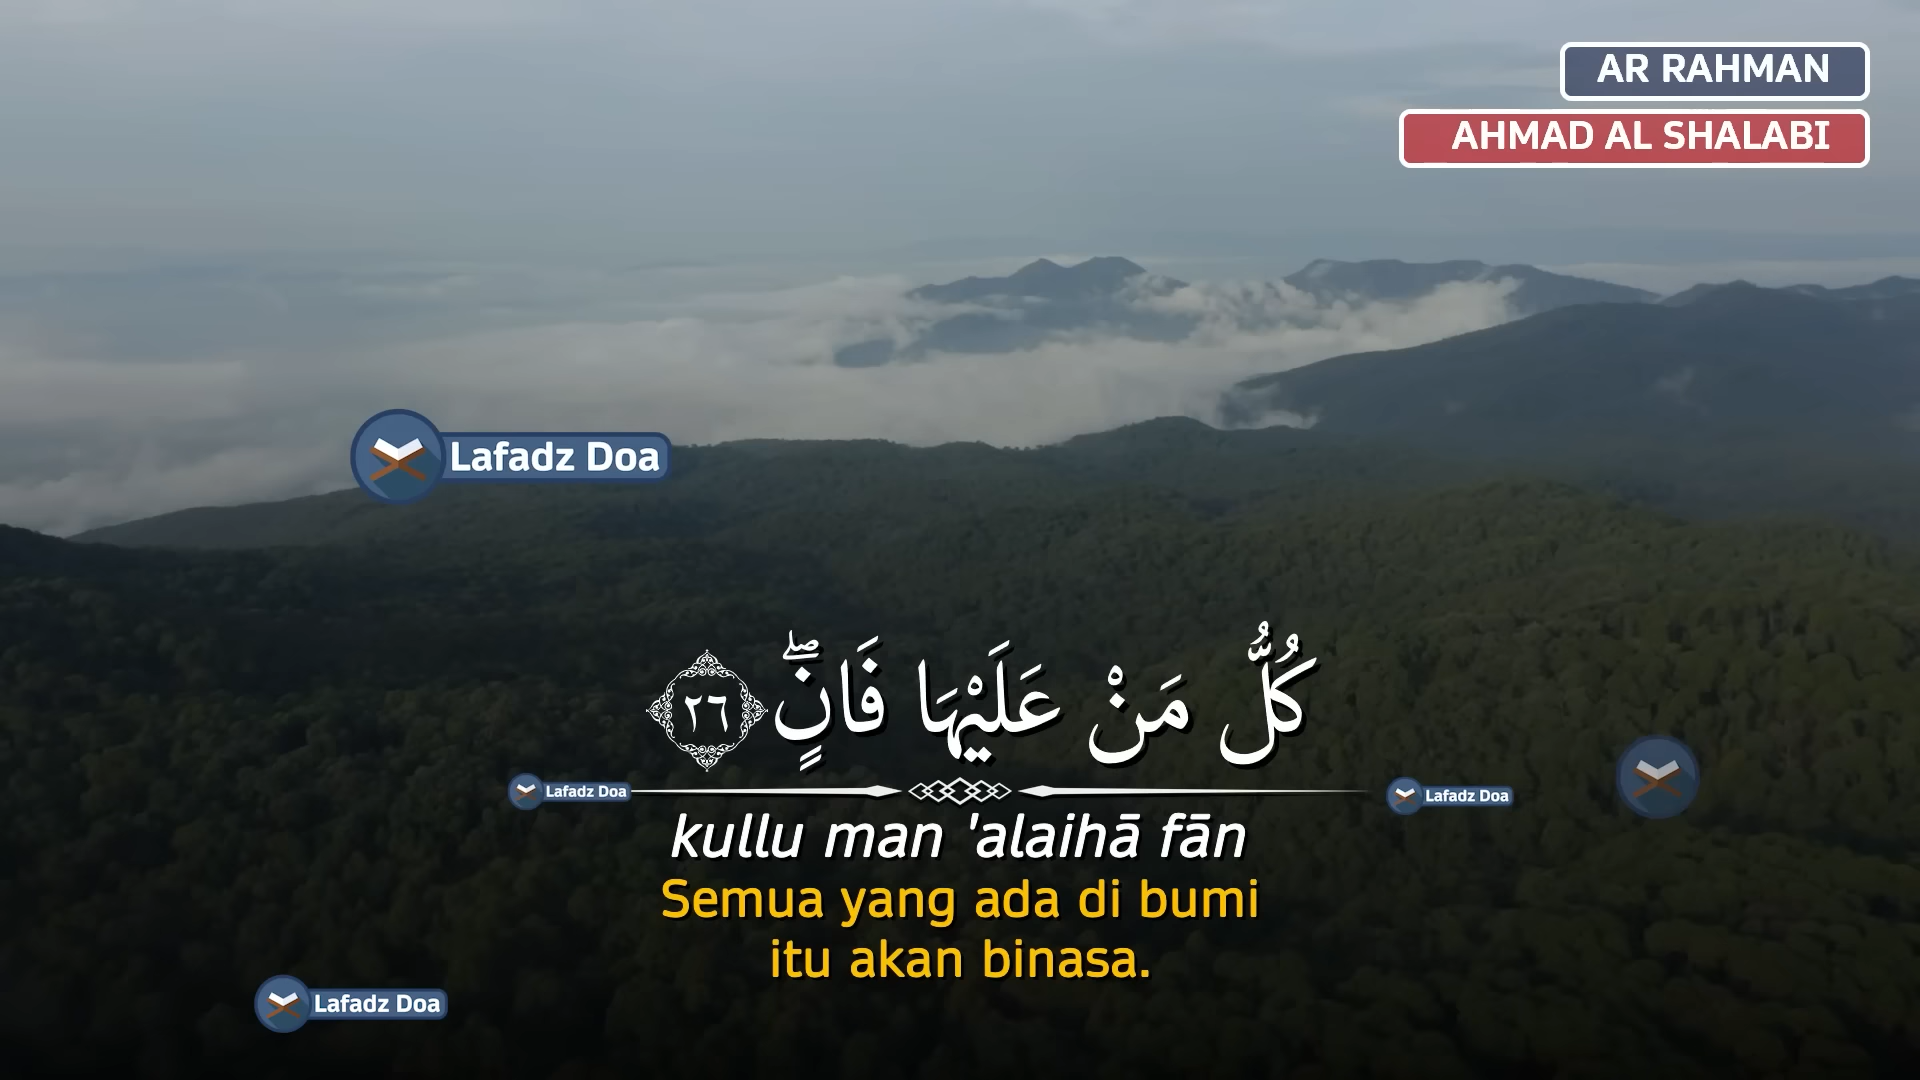 AR RAHMAN
AHMAD AL SHALABI
Lafadz Doa
كُلُّ مَنْ عَلَيْهَا فَانٍۖ ٢٦
Lafadz Doa
Lafadz Doa
kullu man 'alaihā fān
Semua yang ada di bumi
itu akan binasa.
Lafadz Doa